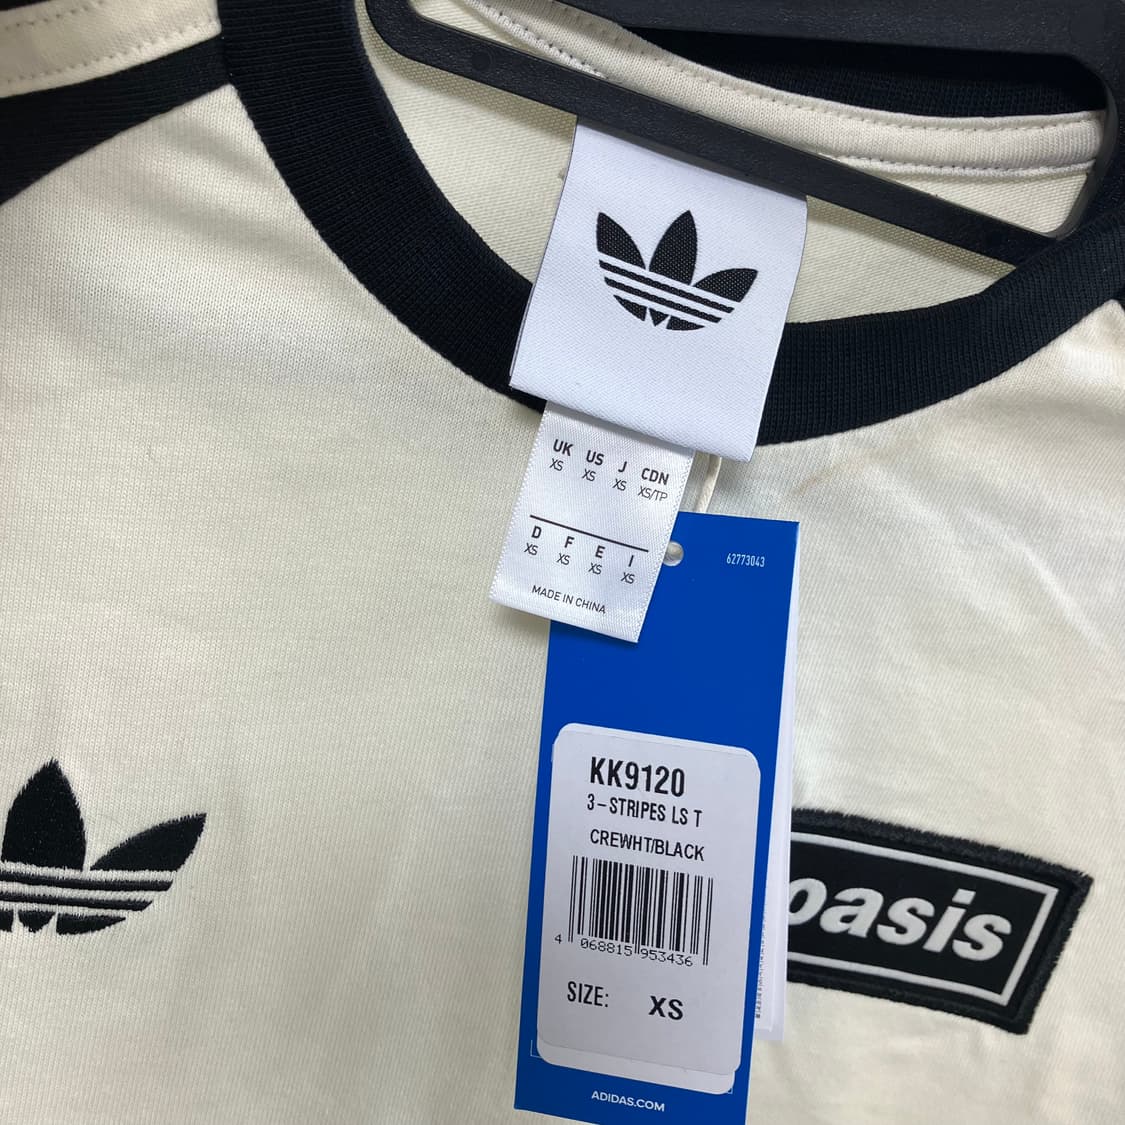 UK US J CDN
XS XS XS XS/TP
D F E I
XS XS XS XS
MADE IN CHINA
62773043
KK9120
3-STRIPES LS T
CREWHT/BLACK
4 068815 953436
SIZE: XS
ADIDAS.COM
oasis